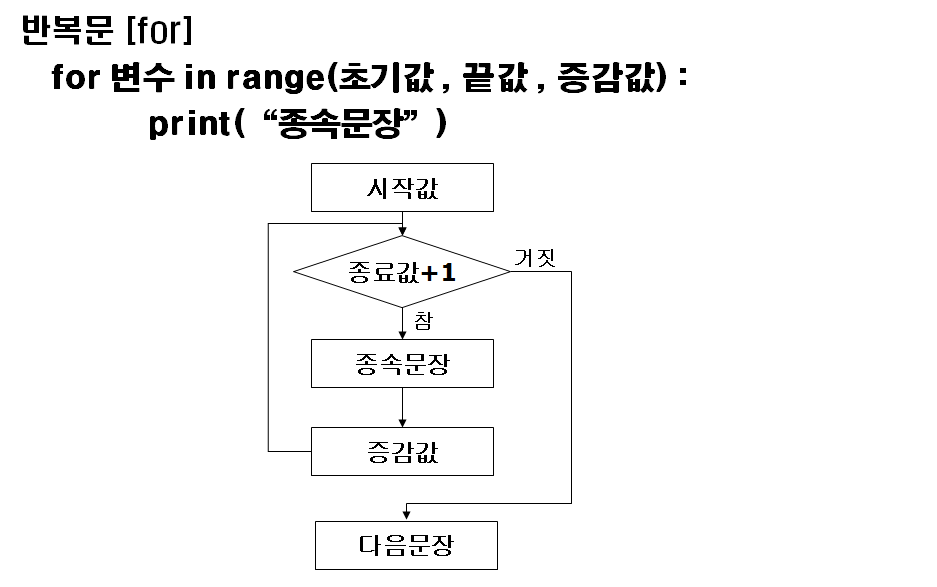 반복문 [for]
for 변수 in range(초기값 , 끝값 , 증감값) :
print( “종속문장” )
시작값
종료값+1
거짓
참
종속문장
증감값
다음문장